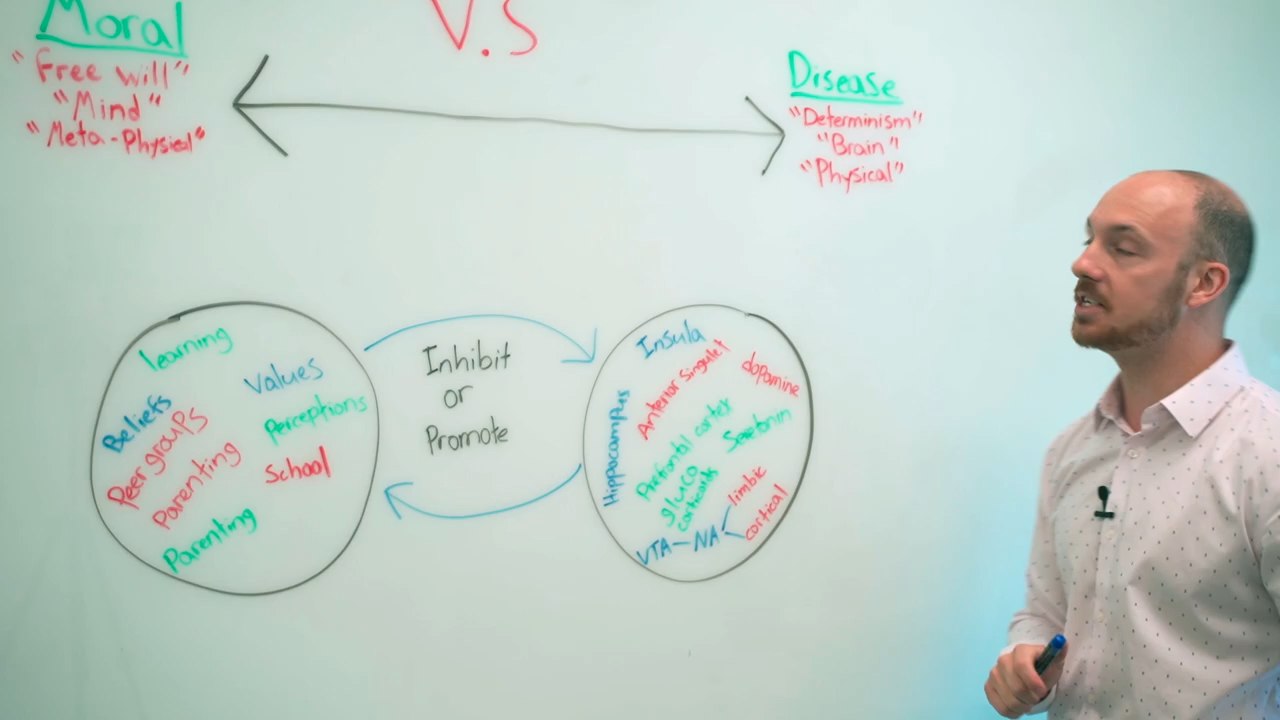 Moral
V.S
"Free will"
"Mind"
"Meta-Physical"
Disease
"Determinism"
"Brain"
"Physical"
learning
Values
Beliefs
Perceptions
Peer groups
Parenting
School
Parenting
Inhibit
or
Promote
Insula
Anterior Singulet
dopamine
Hippocampus
Prefrontal cortex
Serotonin
gluco
corticoids
limbic
cortical
VTA-NA